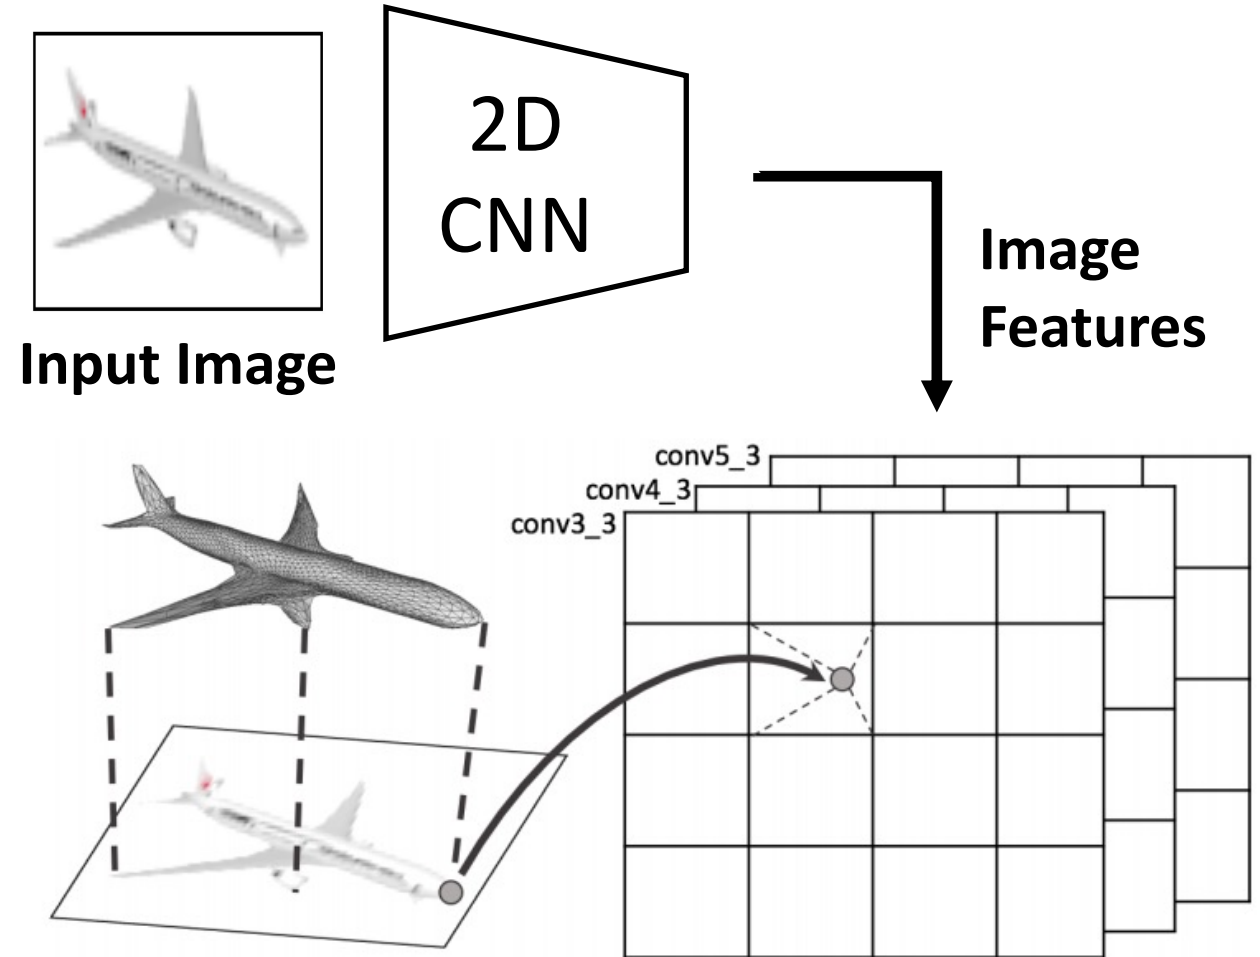 2D
CNN
Input Image
Image
Features
conv5_3
conv4_3
conv3_3